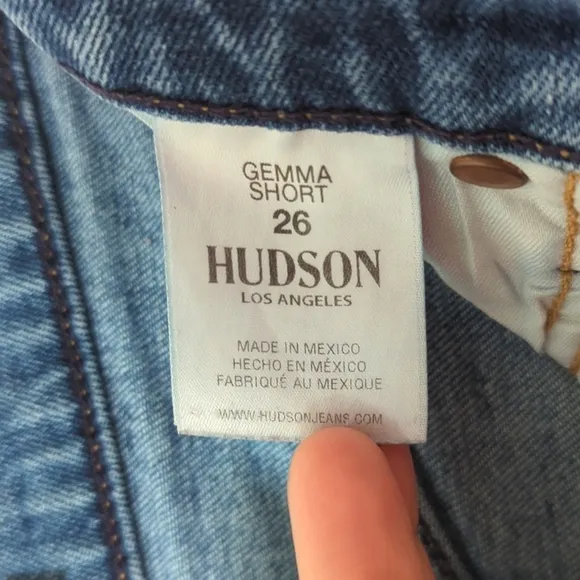 GEMMA
SHORT
26
HUDSON
LOS ANGELES
MADE IN MEXICO
HECHO EN MÉXICO
FABRIQUÉ AU MEXIQUE
WWW.HUDSONJEANS.COM